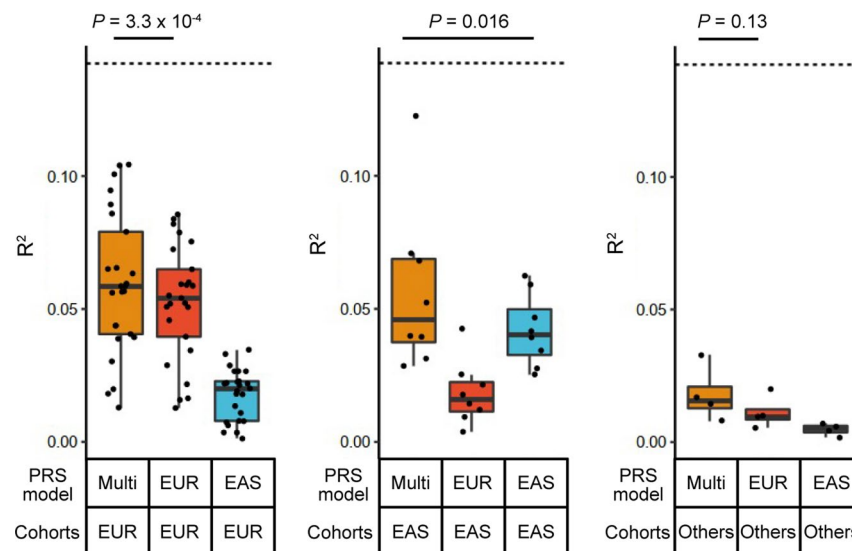 P = 3.3 x 10⁻⁴
P = 0.016
P = 0.13
0.10
0.05
0.00
R²
0.10
0.05
0.00
R²
0.10
0.05
0.00
R²
PRS model Multi EUR EAS
Cohorts EUR EUR EUR
PRS model Multi EUR EAS
Cohorts EAS EAS EAS
PRS model Multi EUR EAS
Cohorts Others Others Others